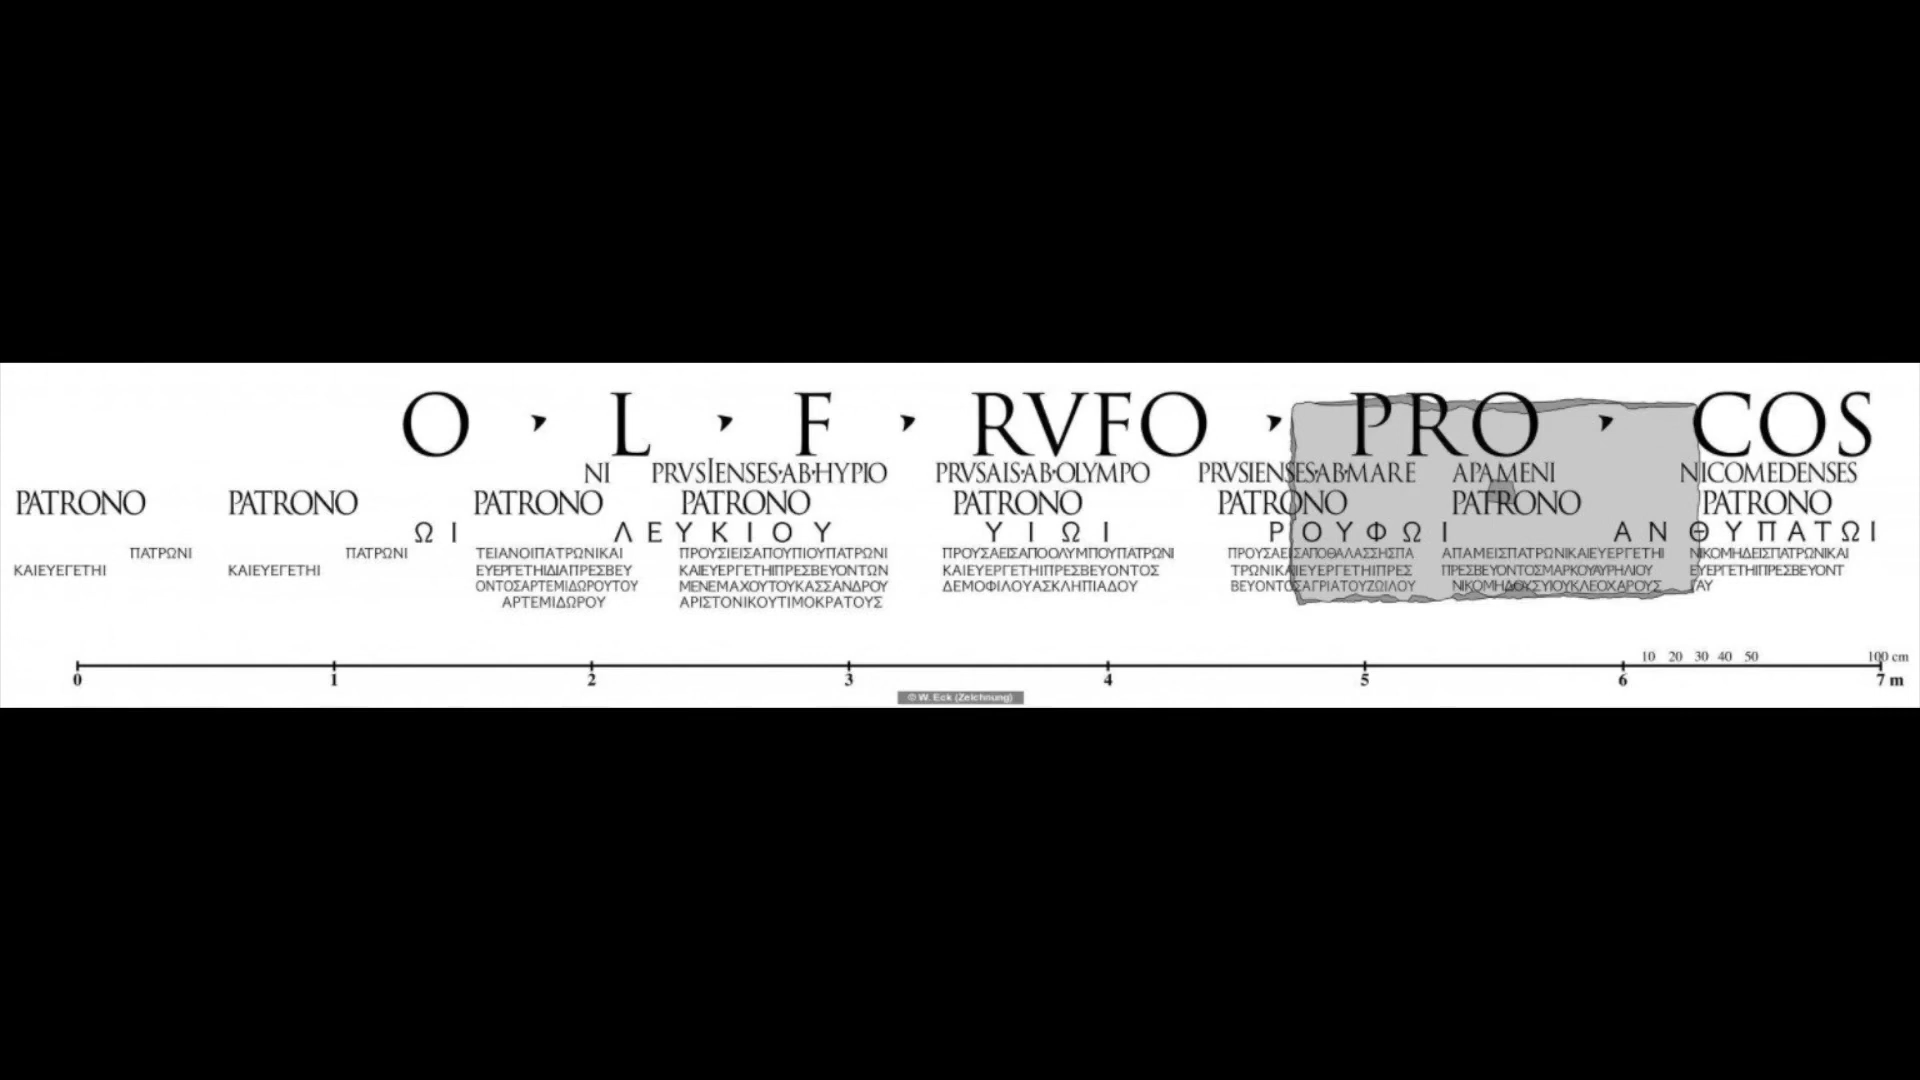 O ❜ L ❜ F ❜ RVFO ❜ PRO ❜ COS
NI PRVSIENSES·AB·HYPIO PRVSAIS·AB·OLYMPO PRVSIENSES·AB·MARE APAMENI NICOMEDENSES
PATRONO PATRONO PATRONO PATRONO PATRONO PATRONO PATRONO PATRONO
ΩΙ ΛΕΥΚΙΟΥ ΥΙΩΙ ΡΟΥΦΩΙ ΑΝΘΥΠΑΤΩΙ
ΠΑΤΡΩΝΙ ΠΑΤΡΩΝΙ ΤΕΙΑΝΟΙΠΑΤΡΩΝΙΚΑΙ ΠΡΟΥΣΙΕΙΣΑΠΟΥΠΙΟΥΠΑΤΡΩΝΙ ΠΡΟΥΣΑΕΙΣΑΠΟΟΛΥΜΠΟΥΠΑΤΡΩΝΙ ΠΡΟΥΣΑΕΙΣΑΠΟΘΑΛΑΣΣΗΣΠΑ ΑΠΑΜΕΙΣΠΑΤΡΩΝΙΚΑΙΕΥΕΡΓΕΤΗΙ ΝΙΚΟΜΗΔΕΙΣΠΑΤΡΩΝΙΚΑΙ
ΚΑΙΕΥΕΓΕΤΗΙ ΚΑΙΕΥΕΓΕΤΗΙ ΕΥΕΡΓΕΤΗΙΔΙΑΠΡΕΣΒΕΥ ΚΑΙΕΥΕΡΓΕΤΗΙΠΡΕΣΒΕΥΟΝΤΩΝ ΚΑΙΕΥΕΡΓΕΤΗΙΠΡΕΣΒΕΥΟΝΤΟΣ ΤΡΩΝΙΚΑΙΕΥΕΡΓΕΤΗΙΠΡΕΣ ΠΡΕΣΒΕΥΟΝΤΟΣΜΑΡΚΟΥΑΥΡΗΛΙΟΥ ΕΥΕΡΓΕΤΗΙΠΡΕΣΒΕΥΟΝΤ
ΟΝΤΟΣΑΡΤΕΜΙΔΩΡΟΥΤΟΥ ΜΕΝΕΜΑΧΟΥΤΟΥΚΑΣΣΑΝΔΡΟΥ ΔΕΜΟΦΙΛΟΥΑΣΚΛΗΠΙΑΔΟΥ ΒΕΥΟΝΤΟΣΑΓΡΙΑΤΟΥΖΩΙΛΟΥ ΝΙΚΟΜΗΔΟΥΣΥΙΟΥΚΛΕΟΧΑΡΟΥΣ ΤΑΥ
ΑΡΤΕΜΙΔΩΡΟΥ ΑΡΙΣΤΟΝΙΚΟΥΤΙΜΟΚΡΑΤΟΥΣ
10 20 30 40 50 100 cm
0 1 2 3 4 5 6 7 m
© W. Eck (Zeichnung)